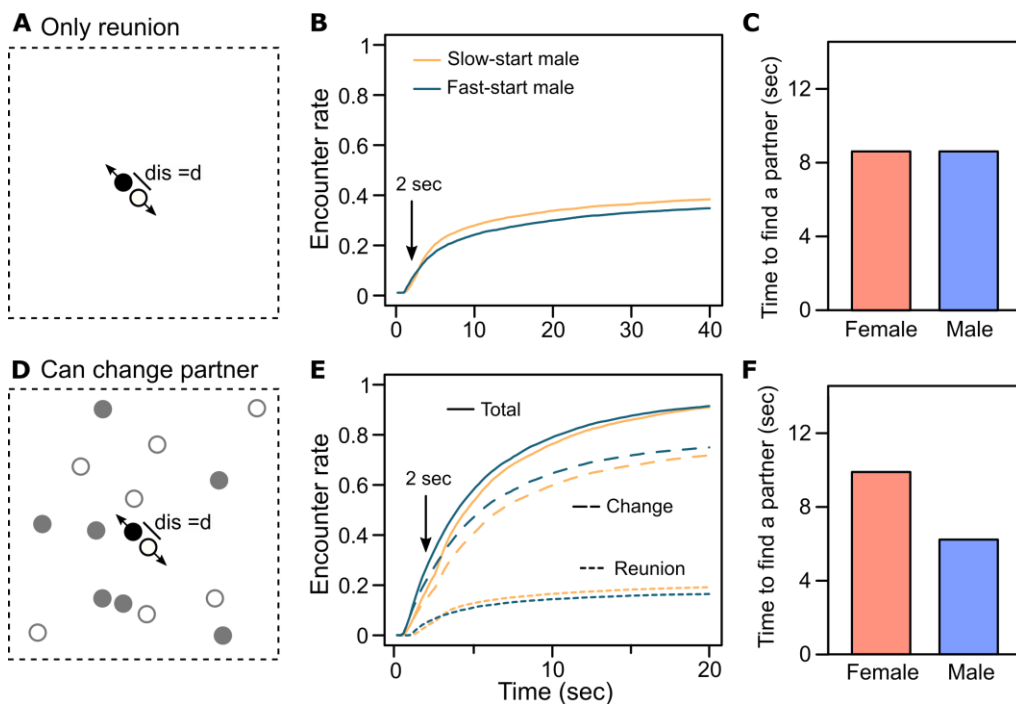 A Only reunion
dis =d
B
Encounter rate
1
0.8
0.6
0.4
0.2
0
Slow-start male
Fast-start male
2 sec
0 10 20 30 40
C
Time to find a partner (sec)
12
8
4
0
Female Male
D Can change partner
dis =d
E
Encounter rate
1
0.8
0.6
0.4
0.2
0
Total
2 sec
Change
Reunion
0 10 20
Time (sec)
F
Time to find a partner (sec)
12
8
4
0
Female Male